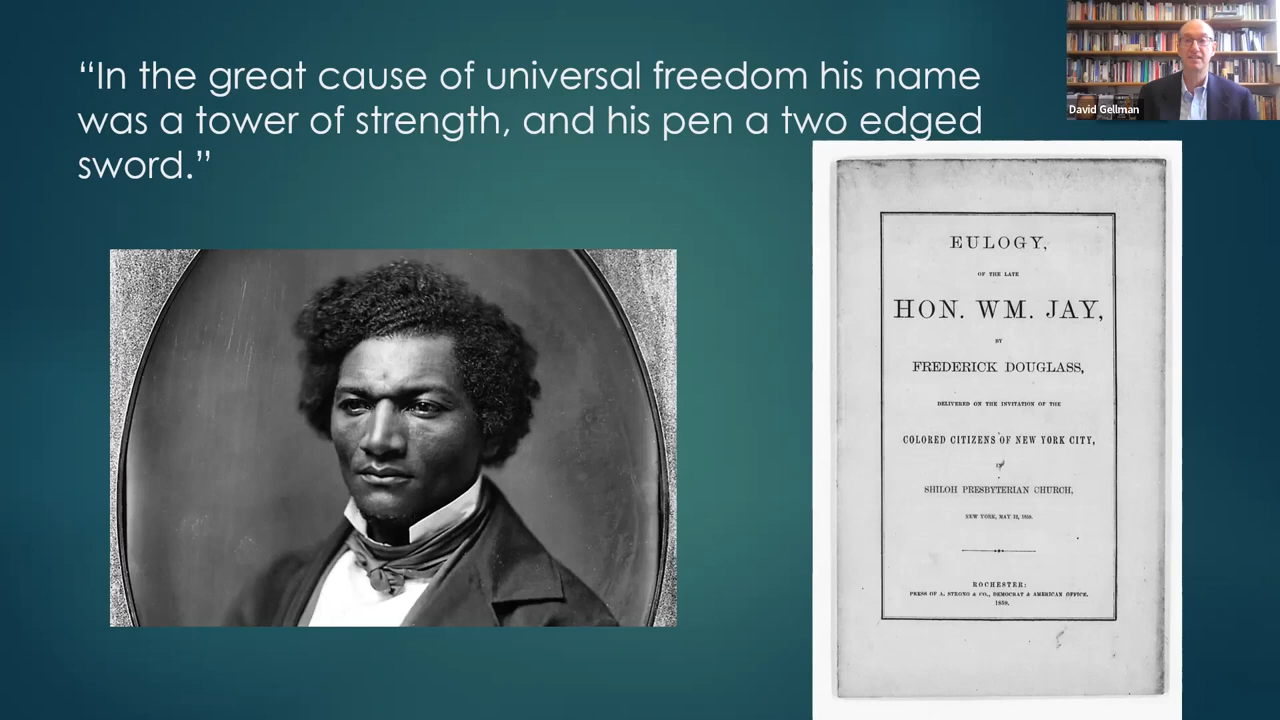 “In the great cause of universal freedom his name
was a tower of strength, and his pen a two edged
sword.”
David Gellman
EULOGY,
OF THE LATE
HON. WM. JAY,
BY
FREDERICK DOUGLASS,
DELIVERED ON THE INVITATION OF THE
COLORED CITIZENS OF NEW YORK CITY,
IN
SHILOH PRESBYTERIAN CHURCH,
NEW YORK, MAY 12, 1859.
ROCHESTER:
PRESS OF A. STRONG & CO., DEMOCRAT & AMERICAN OFFICE.
1859.